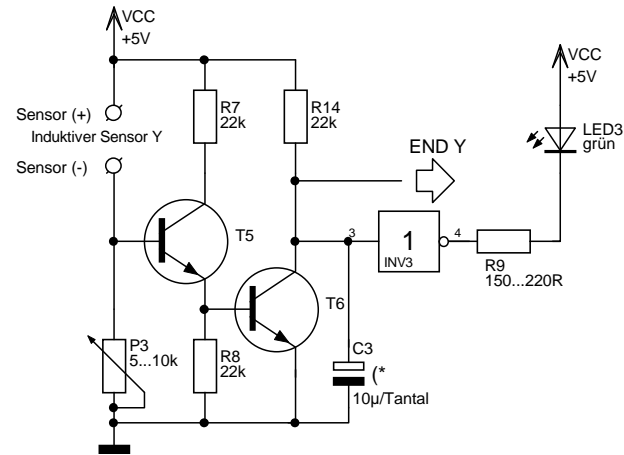 VCC
+5V
VCC
+5V
Sensor (+)
Induktiver Sensor Y
Sensor (-)
R7
22k
R14
22k
END Y
LED3
grün
T5
3
1
INV3
4
R9
150...220R
T6
P3
5...10k
R8
22k
C3
(*
10µ/Tantal